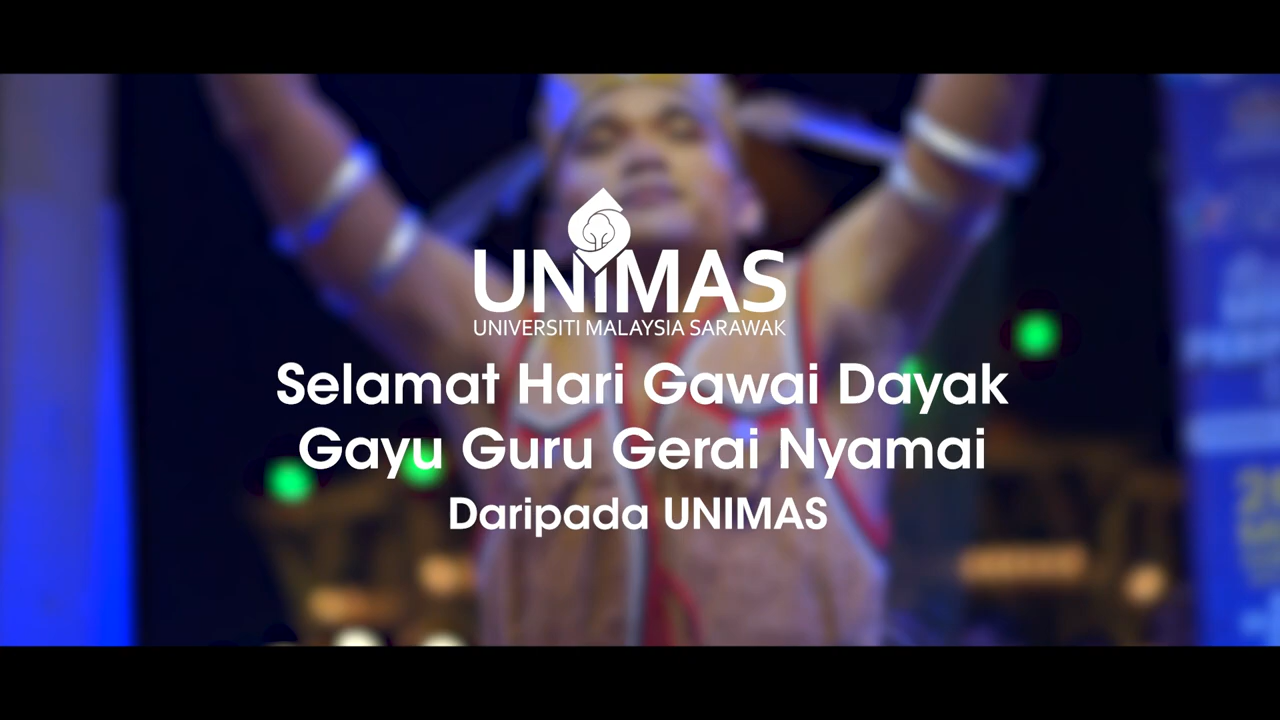 UNIMAS
UNIVERSITI MALAYSIA SARAWAK
Selamat Hari Gawai Dayak
Gayu Guru Gerai Nyamai
Daripada UNIMAS